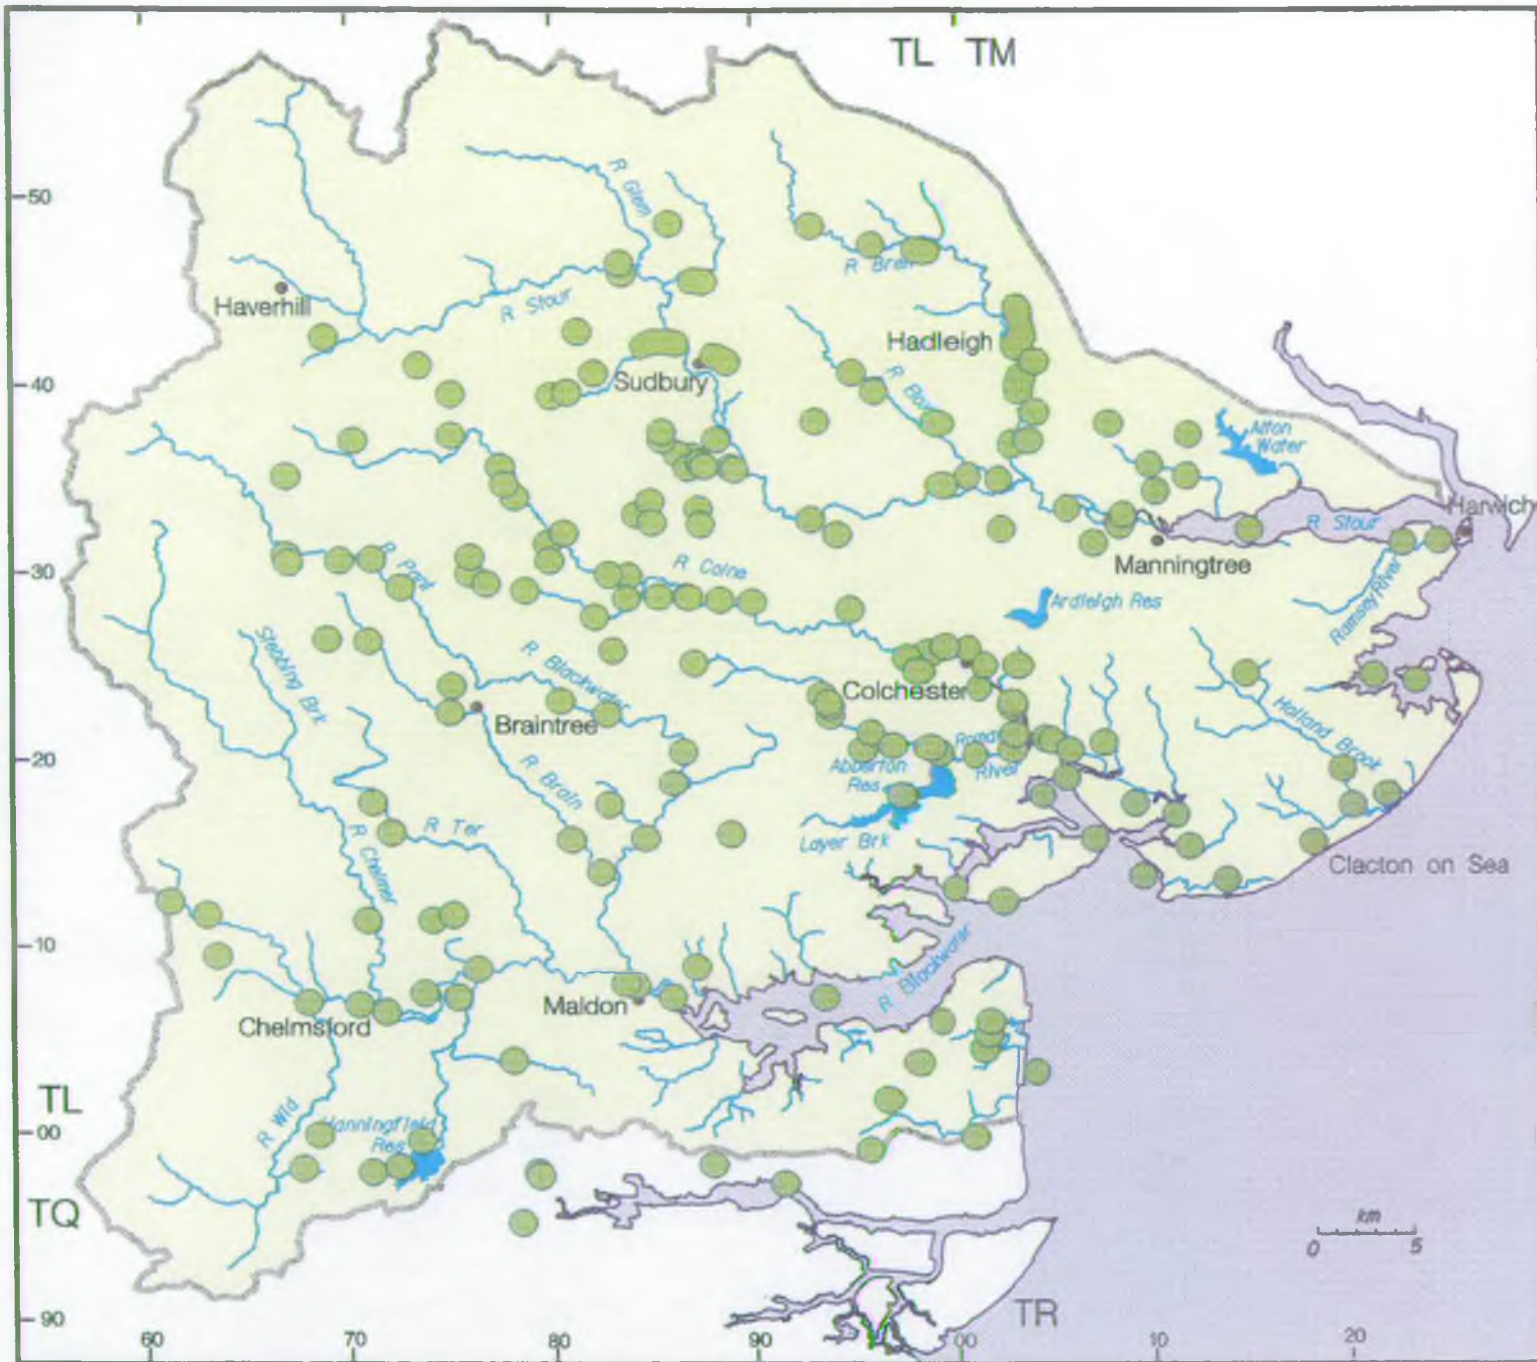 TL TM
R Glem
50
R Bret
Haverhill
R Stour
Hadleigh
40
Sudbury
R Box
Alton
Water
Harwich
R Stour
Manningtree
30
R Pant
R Colne
Ardleigh Res
Ramsey River
Stebbing Brk
R Blackwater
Colchester
Braintree
Holland Brook
20
Roman
River
Abberton
Res
R Brain
R Ter
Layer Brk
R Chelmer
Clacton on Sea
10
R Blackwater
Maldon
Chelmsford
TL
00
R Wid
Hanningfield
Res
TQ
km
0 5
TR
90
60 70 80 90 00 10 20